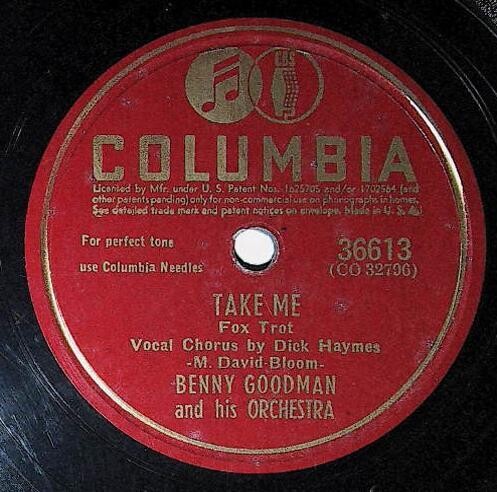 CBS
COLUMBIA
Licensed by Mfr. under U. S. Patent Nos. 1625705 and/or 1702564 (and
other patents pending) only for non-commercial use on phonographs in homes.
See detailed trade mark and patent notices on envelope. Made in U. S. A.
For perfect tone
use Columbia Needles
36613
(CO 32796)
TAKE ME
Fox Trot
Vocal Chorus by Dick Haymes
-M. David-Bloom-
BENNY GOODMAN
and his ORCHESTRA